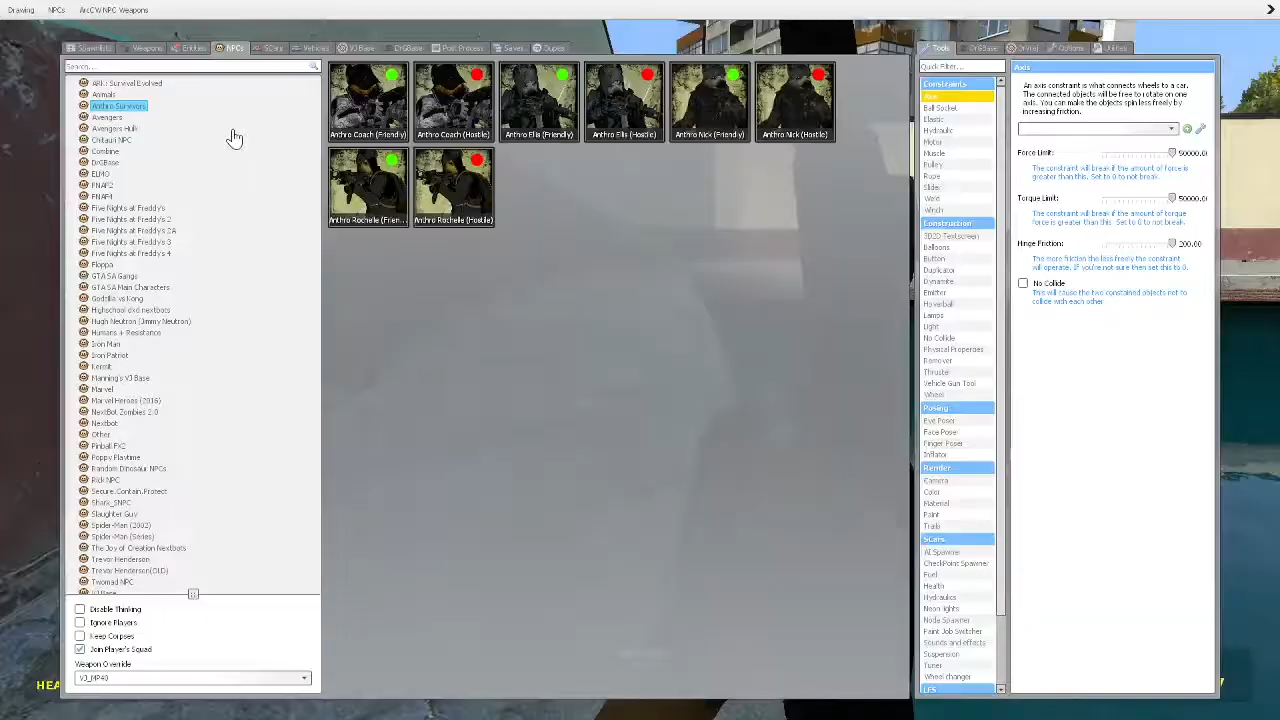 Drawing NPCs ArcCW NPC Weapons
Spawnlists Weapons Entities NPCs SCars Vehicles VJ Base DrGBase Post Process Saves Dupes
Search...
ARK: Survival Evolved
Animals
Anthro Survivors
Avengers
Avengers Hulk
Chitauri NPC
Combine
DrGBase
ELMO
FNAF2
FNAF4
Five Nights at Freddy's
Five Nights at Freddy's 2
Five Nights at Freddy's 2A
Five Nights at Freddy's 3
Five Nights at Freddy's 4
Floppa
GTA SA Gangs
GTA SA Main Characters
Godzilla vs Kong
Highschool dxd nextbots
Hugh Neutron (Jimmy Neutron)
Humans + Resistance
Iron Man
Iron Patriot
Kermit
Manning's VJ Base
Marvel
Marvel Heroes (2016)
NextBot Zombies 2.0
Nextbot
Other
Pinball FX2
Poppy Playtime
Random Dinosaur NPCs
Rick NPC
Secure.Contain.Protect
Shark_SNPC
Slaughter Guy
Spider-Man (2002)
Spider-Man (Series)
The Joy of Creation Nextbots
Trevor Henderson
Trevor Henderson(OLD)
Twomad NPC
VJ Base
Disable Thinking
Ignore Players
Keep Corpses
Join Player's Squad
Weapon Override
VJ_MP40
Anthro Coach (Friendly) Anthro Coach (Hostile) Anthro Ellis (Friendly) Anthro Ellis (Hostile) Anthro Nick (Friendly) Anthro Nick (Hostile)
Anthro Rochelle (Frien... Anthro Rochelle (Hostile)
HEA
Tools DrGBase DrVrej Options Utilities
Quick Filter...
Constraints
Axis
Ball Socket
Elastic
Hydraulic
Motor
Muscle
Pulley
Rope
Slider
Weld
Winch
Construction
3D2D Textscreen
Balloons
Button
Duplicator
Dynamite
Emitter
Hoverball
Lamps
Light
No Collide
Physical Properties
Remover
Thruster
Vehicle Gun Tool
Wheel
Posing
Eye Poser
Face Poser
Finger Poser
Inflator
Render
Camera
Color
Material
Paint
Trails
SCars
AI Spawner
CheckPoint Spawner
Fuel
Health
Hydraulics
Neon lights
Node Spawner
Paint Job Switcher
Sounds and effects
Suspension
Tuner
Wheel changer
LFS
Axis
An axis constraint is what connects wheels to a car.
The connected objects will be free to rotate on one
axis. You can make the objects spin less freely by
increasing friction.
Force Limit: 50000.0
The constraint will break if the amount of force is
greater than this. Set to 0 to not break.
Torque Limit: 50000.0
The constraint will break if the amount of torque
force is greater than this. Set to 0 to not break.
Hinge Friction: 200.00
The more friction the less freely the constraint
will operate. If you're not sure then set this to 0.
No Collide
This will cause the two constrained objects not to
collide with each other